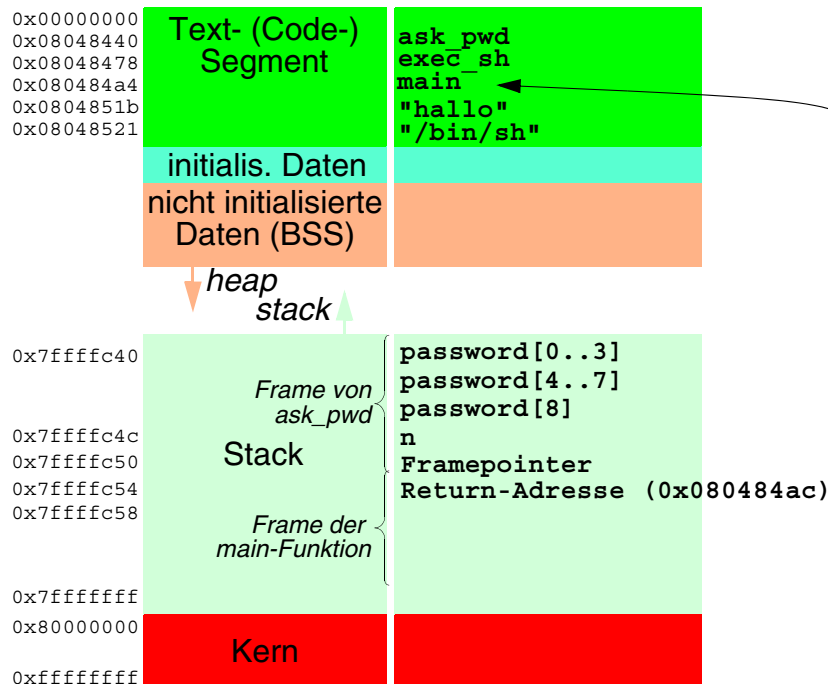 0x00000000
0x08048440
0x08048478
0x080484a4
0x0804851b
0x08048521
Text- (Code-)
Segment
ask_pwd
exec_sh
main
"hallo"
"/bin/sh"
initialis. Daten
nicht initialisierte
Daten (BSS)
heap
stack
0x7ffffc40
0x7ffffc4c
0x7ffffc50
0x7ffffc54
0x7ffffc58
0x7fffffff
Frame von
ask_pwd
Stack
Frame der
main-Funktion
password[0..3]
password[4..7]
password[8]
n
Framepointer
Return-Adresse (0x080484ac)
0x80000000
0xffffffff
Kern